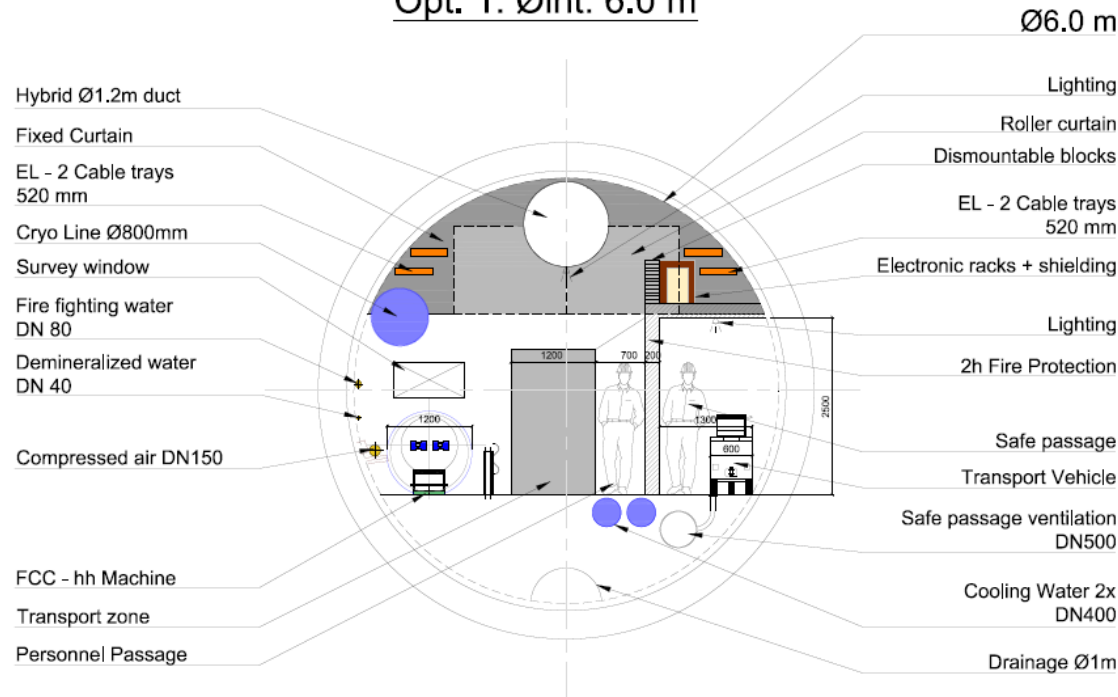 Opt. 1: Øint. 6.0 m
Ø6.0 m
Hybrid Ø1.2m duct
Fixed Curtain
EL - 2 Cable trays
520 mm
Cryo Line Ø800mm
Survey window
Fire fighting water
DN 80
Demineralized water
DN 40
Compressed air DN150
FCC - hh Machine
Transport zone
Personnel Passage
1200
700
200
1200
1300
600
2500
Lighting
Roller curtain
Dismountable blocks
EL - 2 Cable trays
520 mm
Electronic racks + shielding
Lighting
2h Fire Protection
Safe passage
Transport Vehicle
Safe passage ventilation
DN500
Cooling Water 2x
DN400
Drainage Ø1m